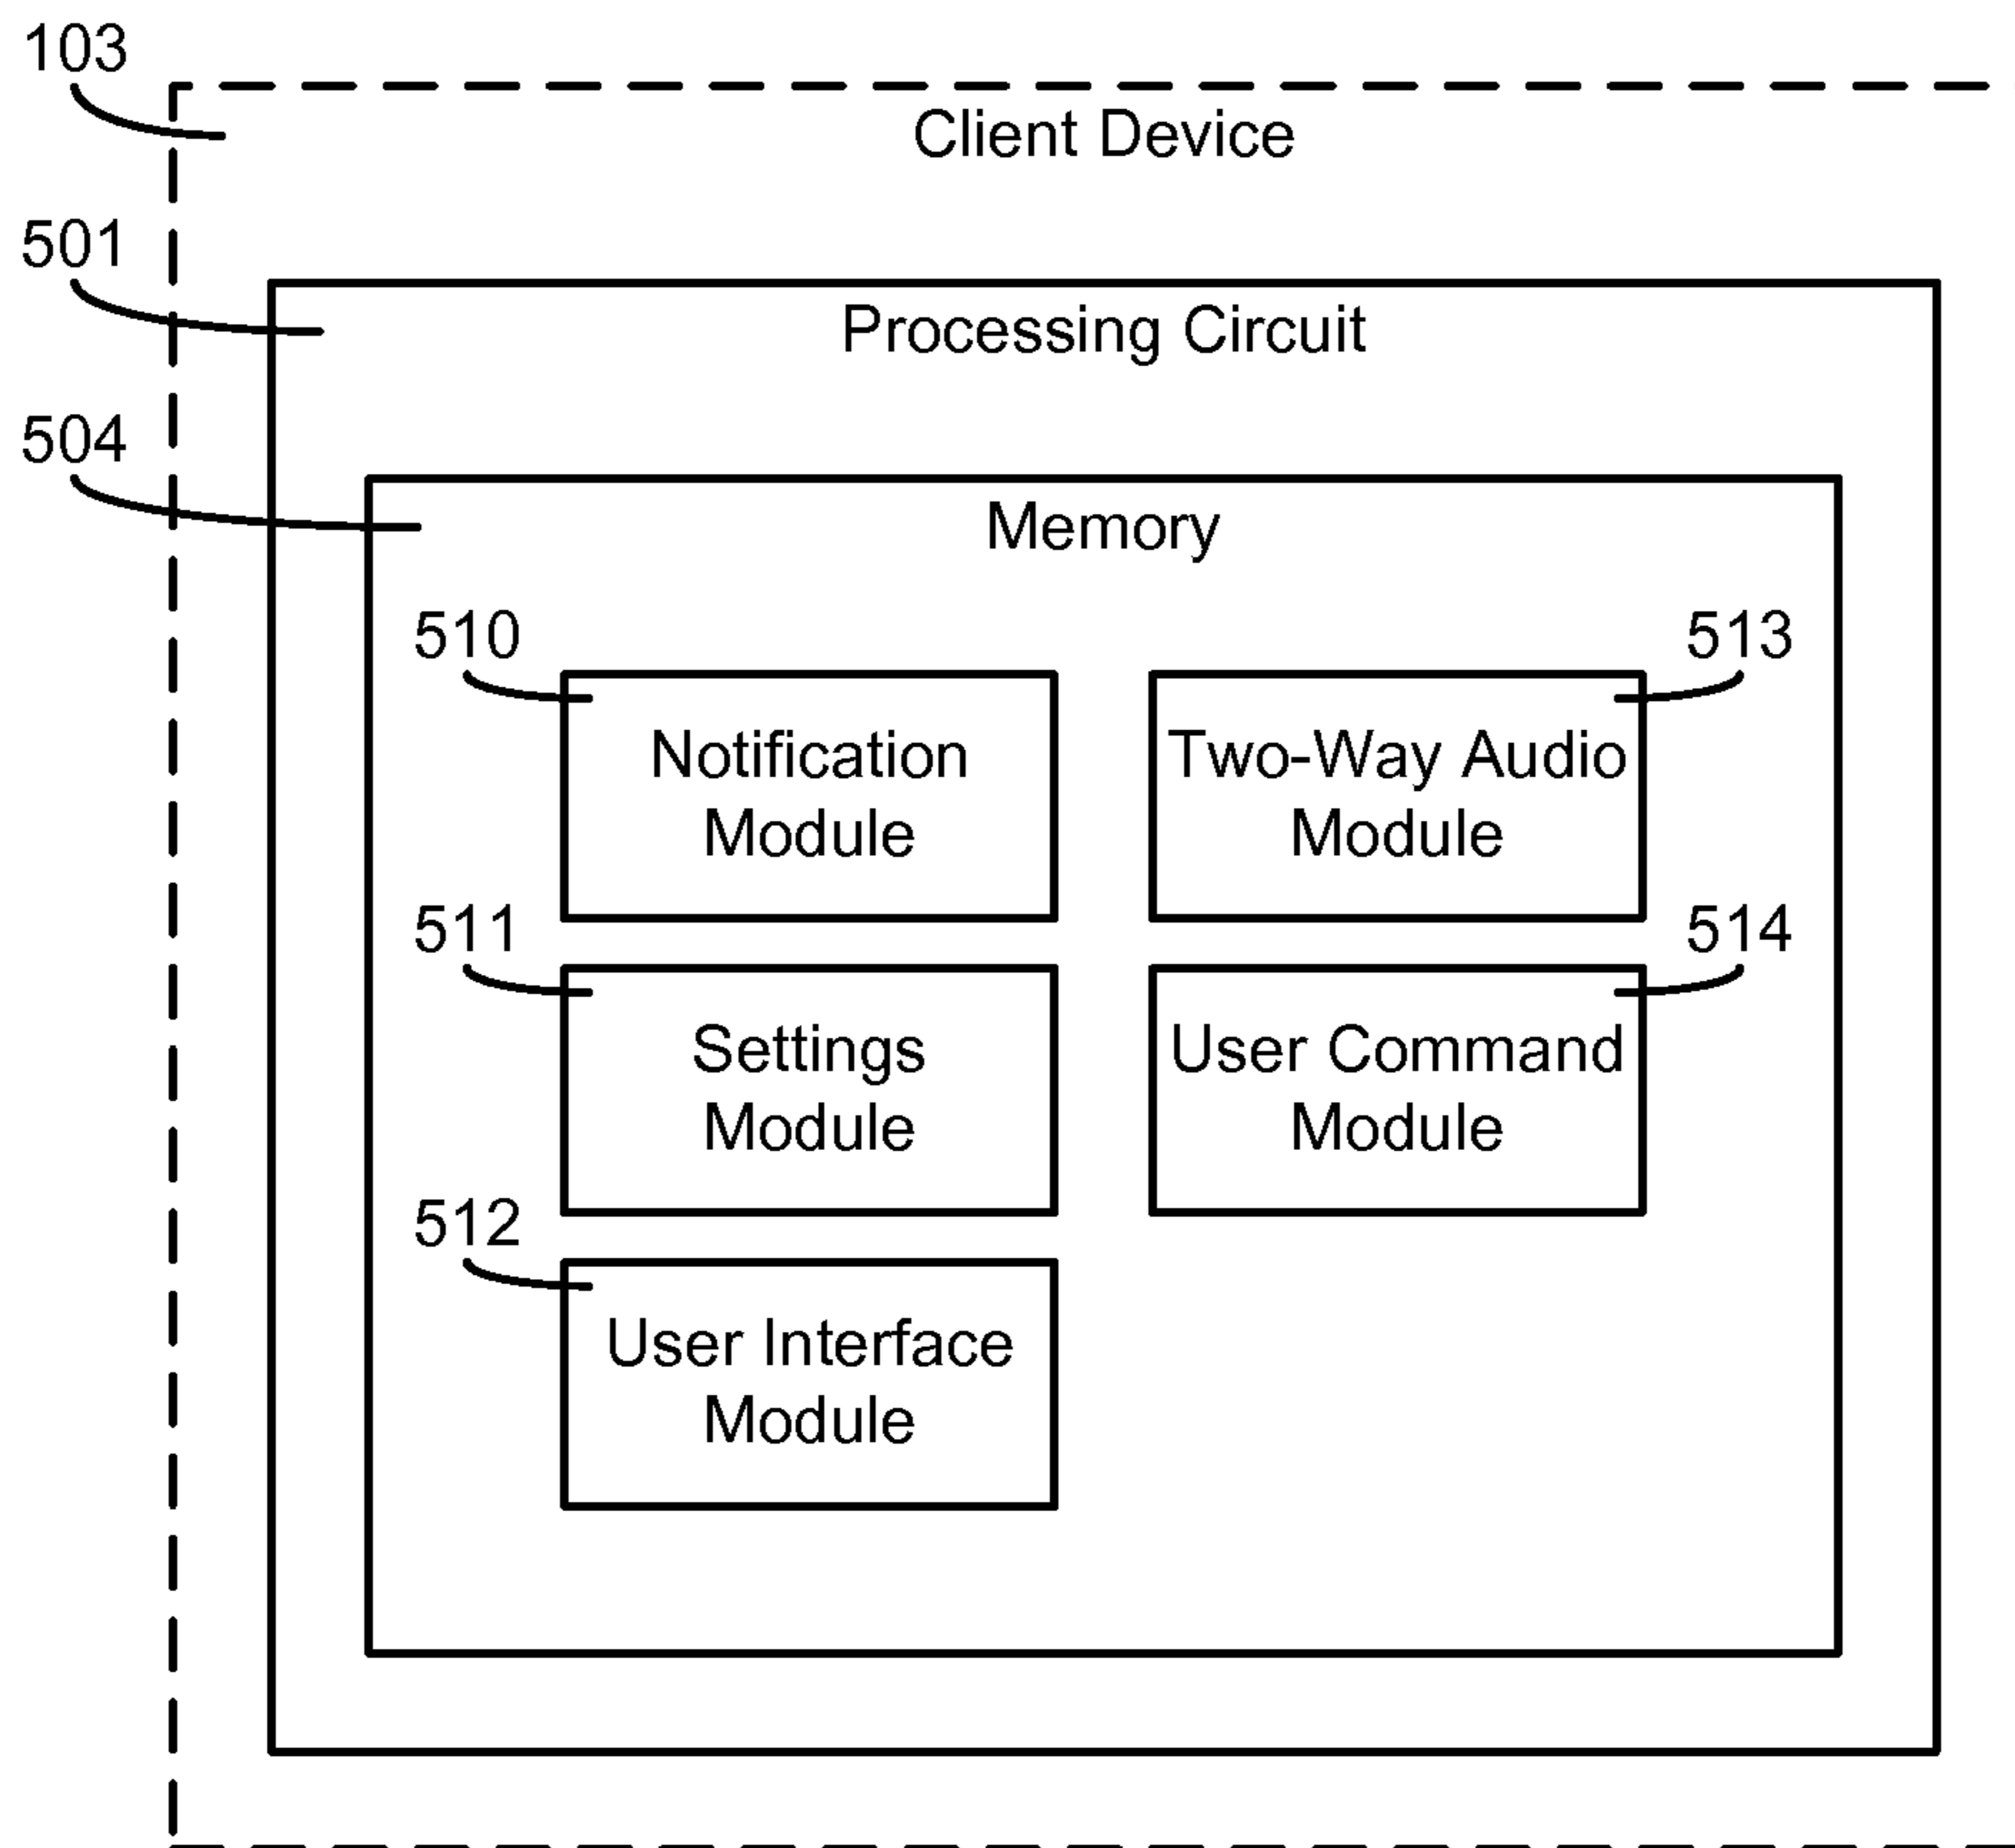 103
Client Device
501
Processing Circuit
504
Memory
510
513
Notification
Module
Two-Way Audio
Module
511
514
Settings
Module
User Command
Module
512
User Interface
Module